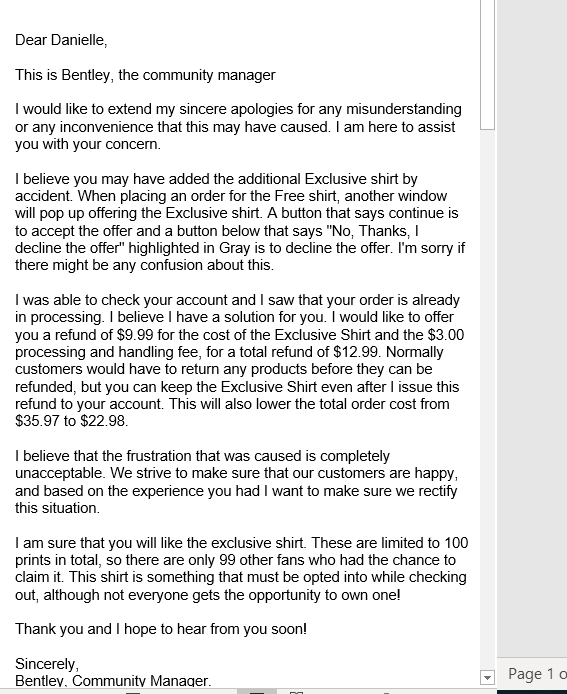 Dear Danielle,
This is Bentley, the community manager
I would like to extend my sincere apologies for any misunderstanding
or any inconvenience that this may have caused. I am here to assist
you with your concern.
I believe you may have added the additional Exclusive shirt by
accident. When placing an order for the Free shirt, another window
will pop up offering the Exclusive shirt. A button that says continue is
to accept the offer and a button below that says "No, Thanks, I
decline the offer" highlighted in Gray is to decline the offer. I'm sorry if
there might be any confusion about this.
I was able to check your account and I saw that your order is already
in processing. I believe I have a solution for you. I would like to offer
you a refund of $9.99 for the cost of the Exclusive Shirt and the $3.00
processing and handling fee, for a total refund of $12.99. Normally
customers would have to return any products before they can be
refunded, but you can keep the Exclusive Shirt even after I issue this
refund to your account. This will also lower the total order cost from
$35.97 to $22.98.
I believe that the frustration that was caused is completely
unacceptable. We strive to make sure that our customers are happy,
and based on the experience you had I want to make sure we rectify
this situation.
I am sure that you will like the exclusive shirt. These are limited to 100
prints in total, so there are only 99 other fans who had the chance to
claim it. This shirt is something that must be opted into while checking
out, although not everyone gets the opportunity to own one!
Thank you and I hope to hear from you soon!
Sincerely,
Bentley, Community Manager.
Page 1 o